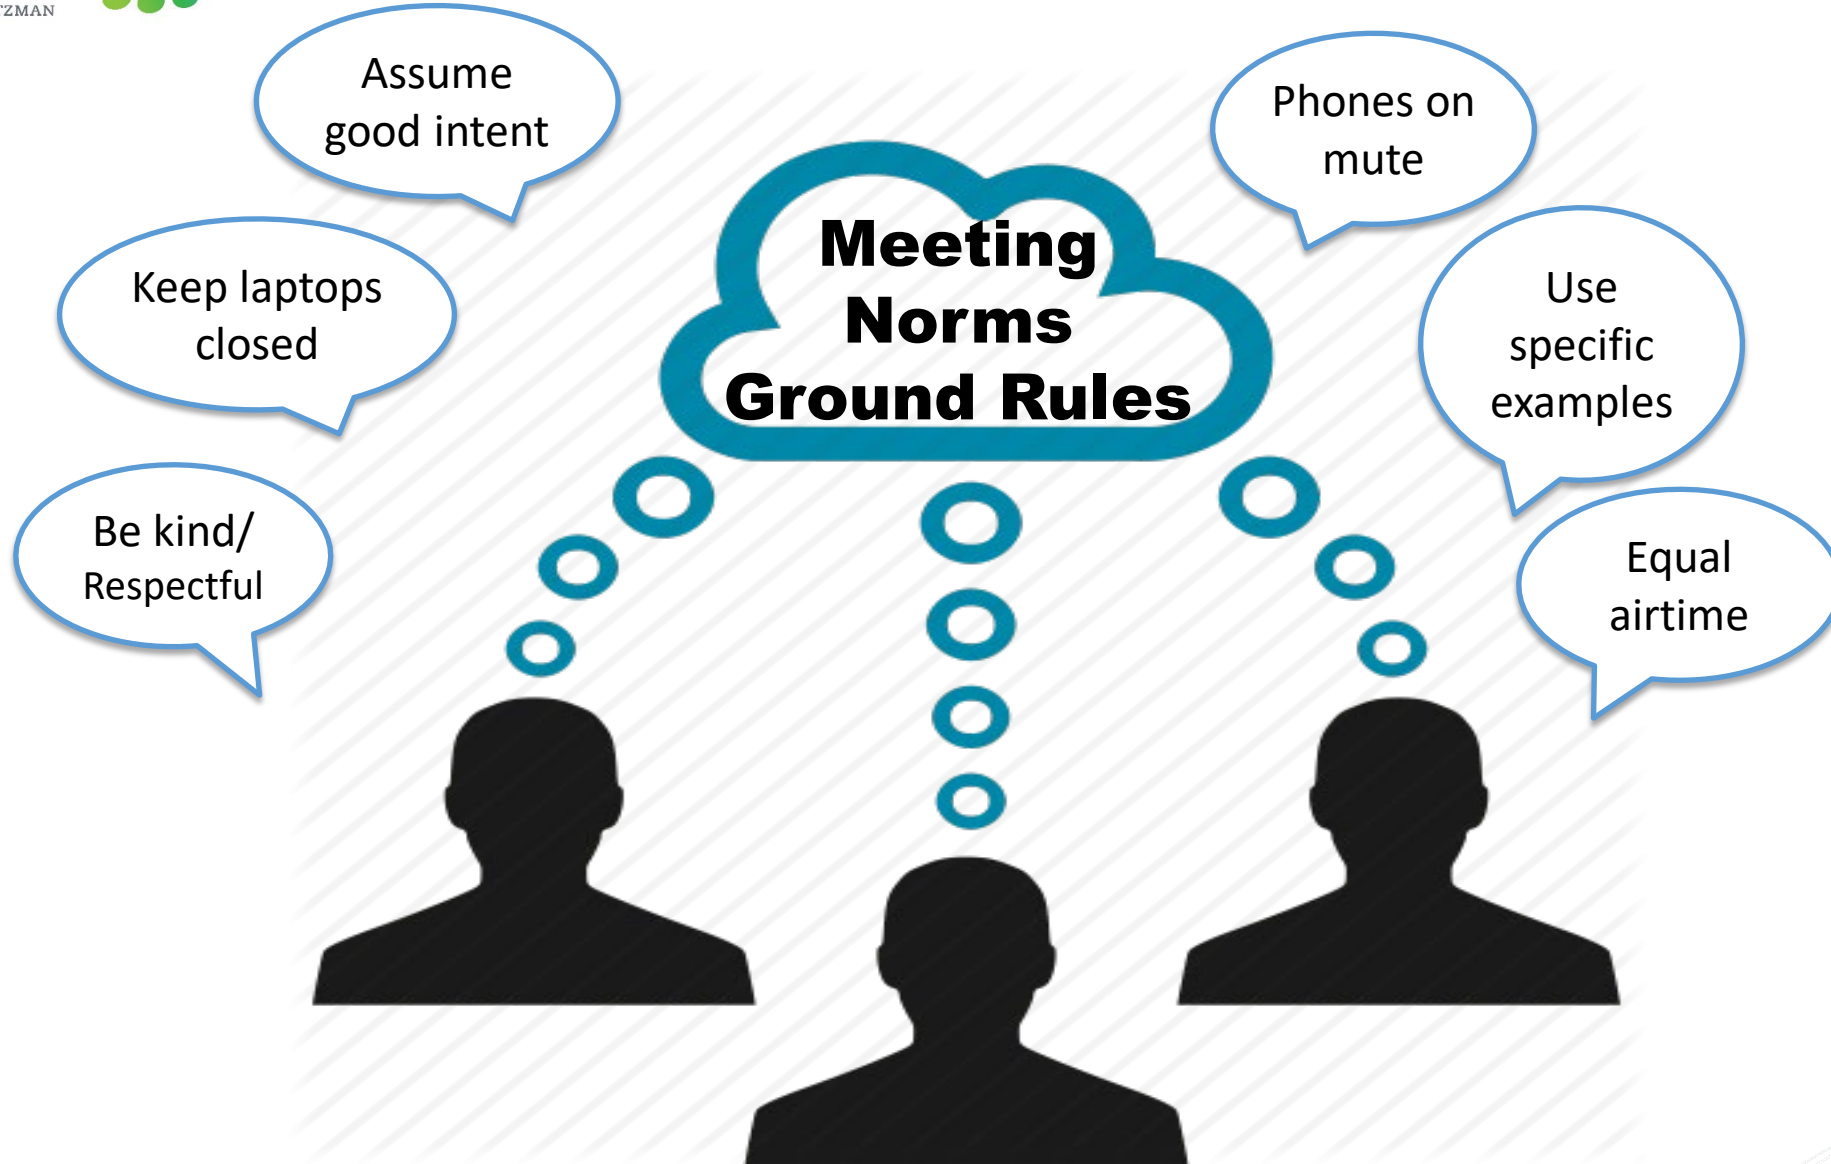 TZMAN
Assume
good intent
Phones on
mute
Meeting
Norms
Ground Rules
Keep laptops
closed
Use
specific
examples
Be kind/
Respectful
Equal
airtime